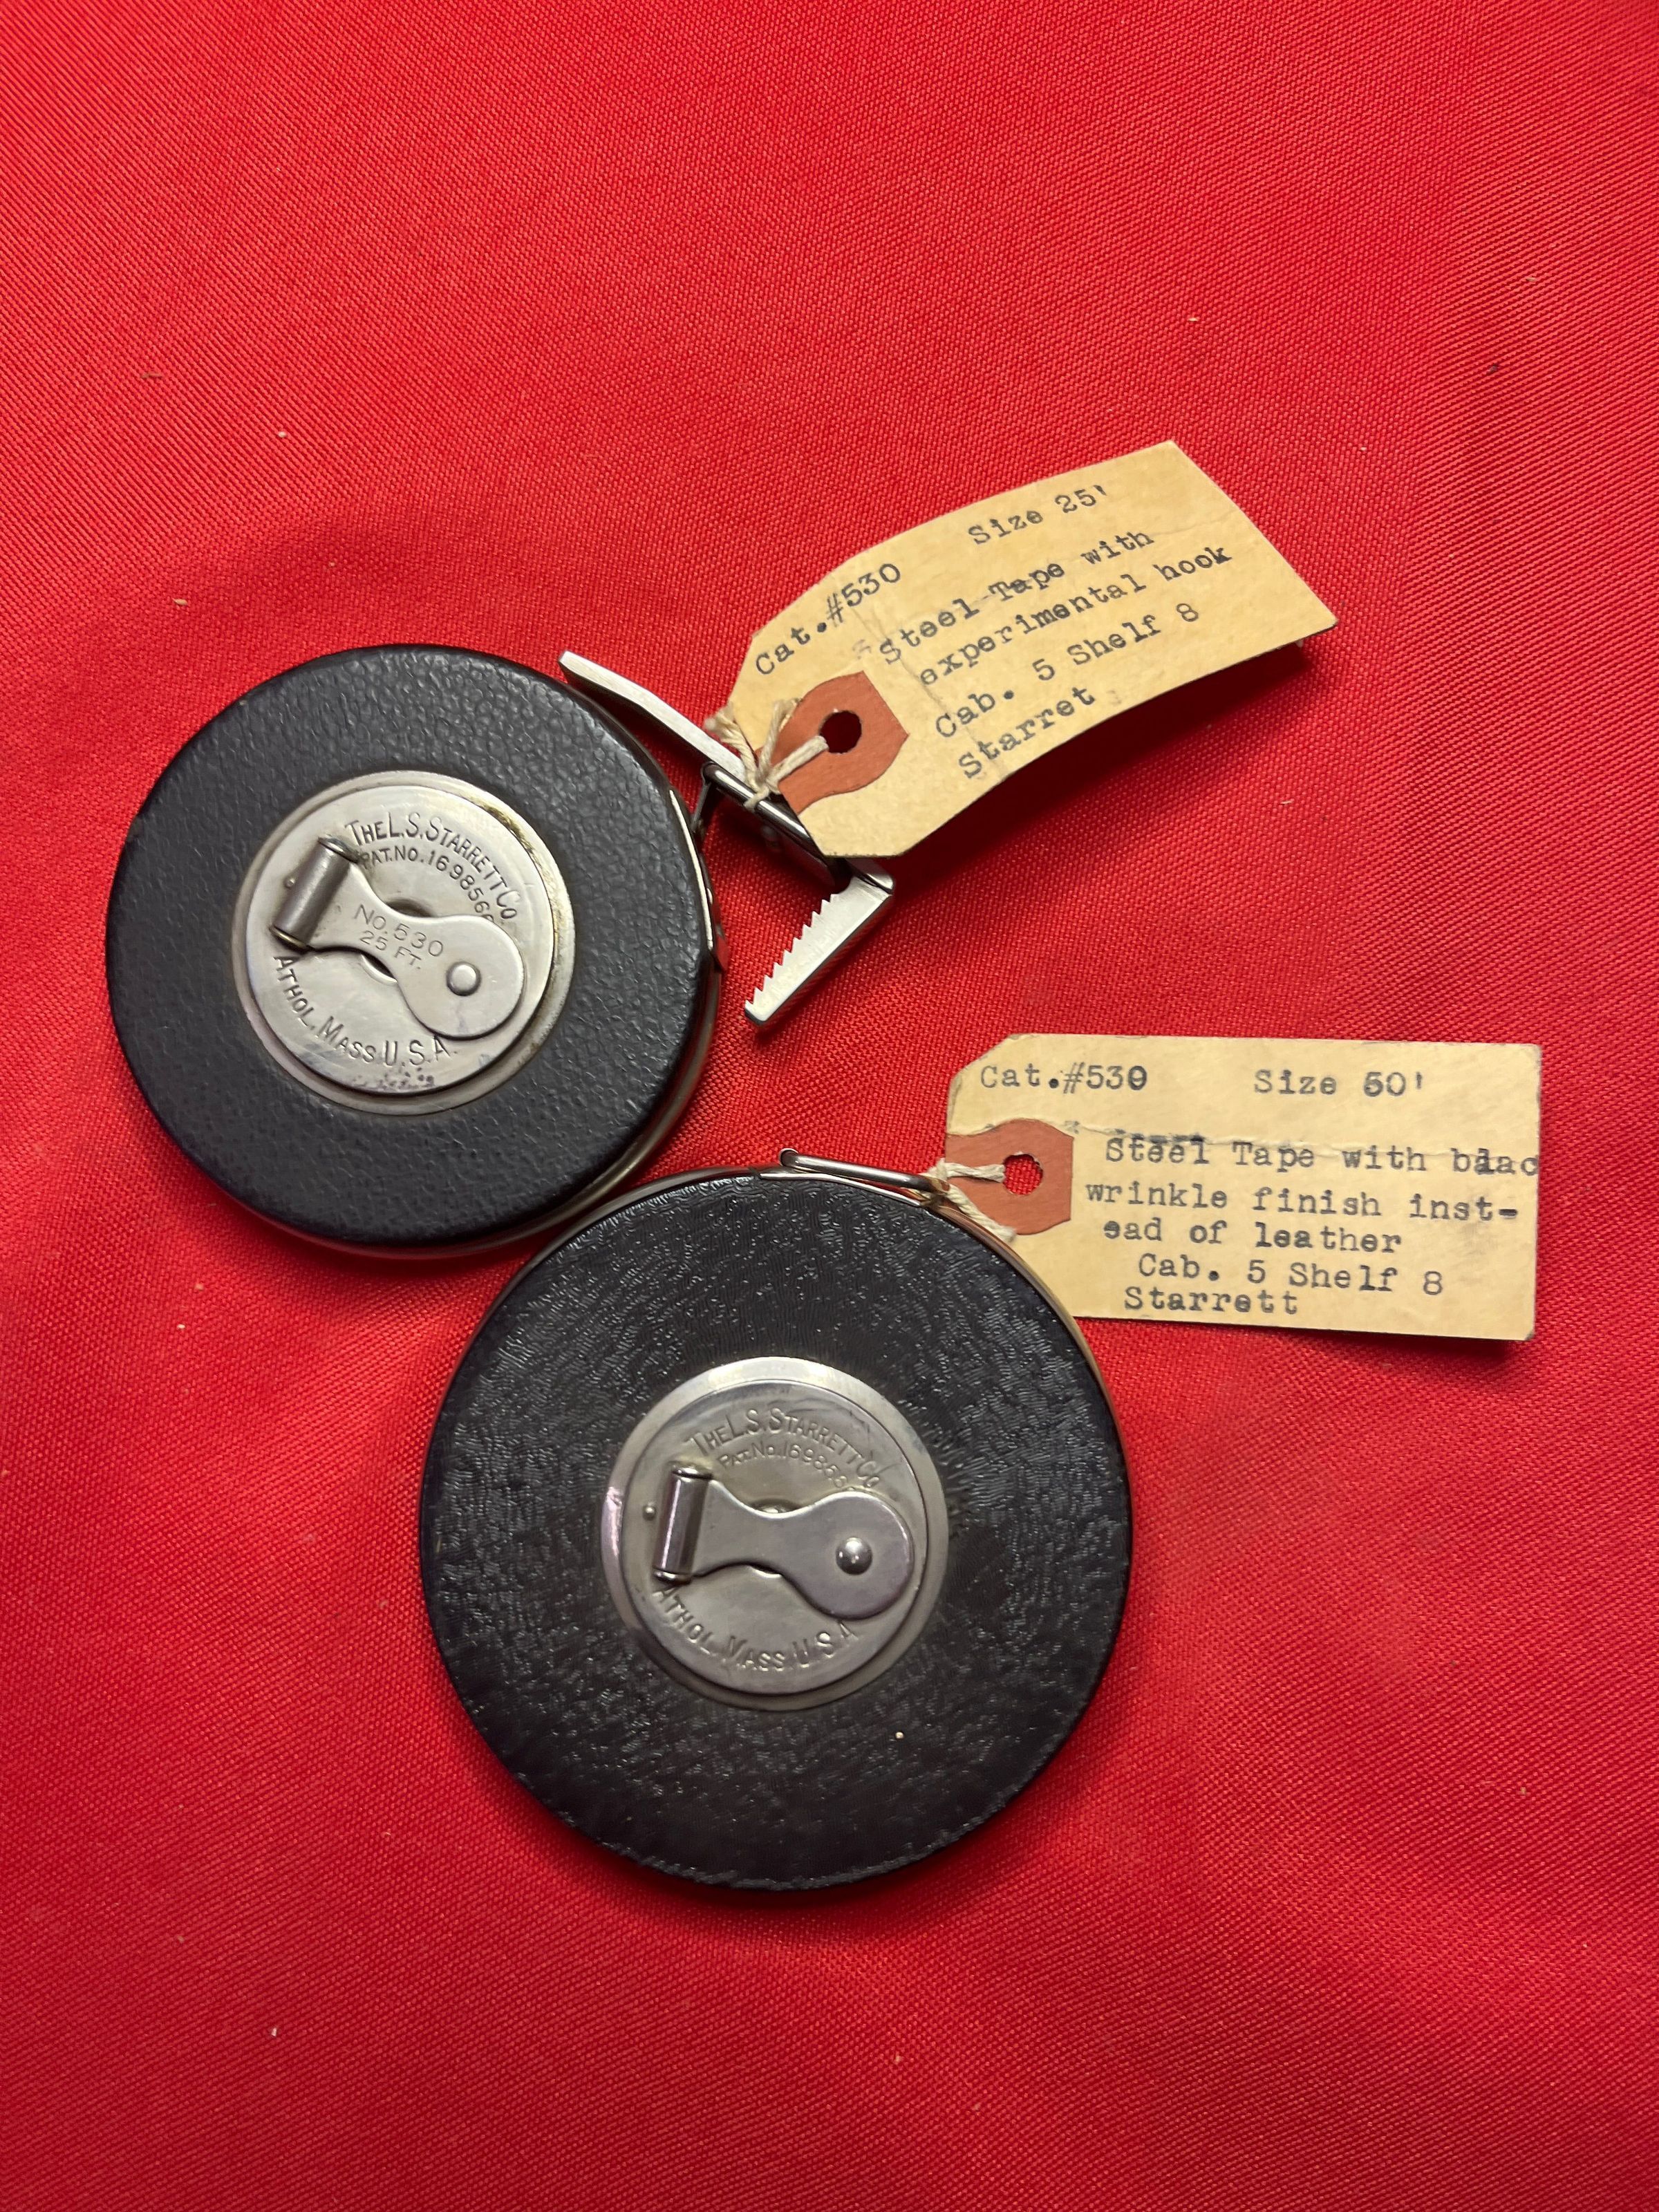 Cat.#530 Size 25'
Steel Tape with
experimental hook
Cab. 5 Shelf 8
Starret
THE L.S. STARRETT CO
PAT. NO. 1698560
NO. 530
25 FT.
ATHOL, MASS U.S.A.
Cat.#530 Size 50'
Steel Tape with blac
wrinkle finish inst-
ead of leather
Cab. 5 Shelf 8
Starrett
THE L.S. STARRETT CO
PAT. NO.
ATHOL, MASS. U.S.A.